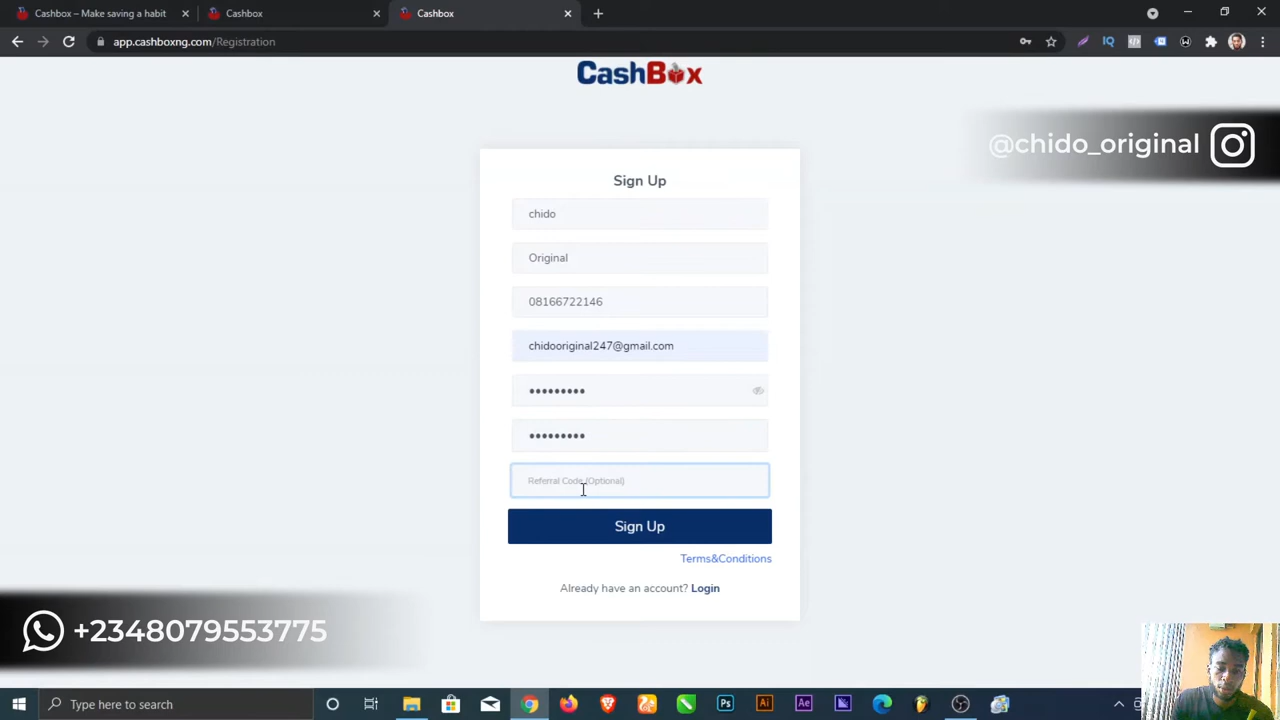 Cashbox – Make saving a habit
Cashbox
Cashbox
app.cashboxng.com/Registration
CashBox
@chido_original
Sign Up
chido
Original
08166722146
chidooriginal247@gmail.com
•••••••••
•••••••••
Referral Code (Optional)
Sign Up
Terms&Conditions
Already have an account? Login
+2348079553775
Type here to search